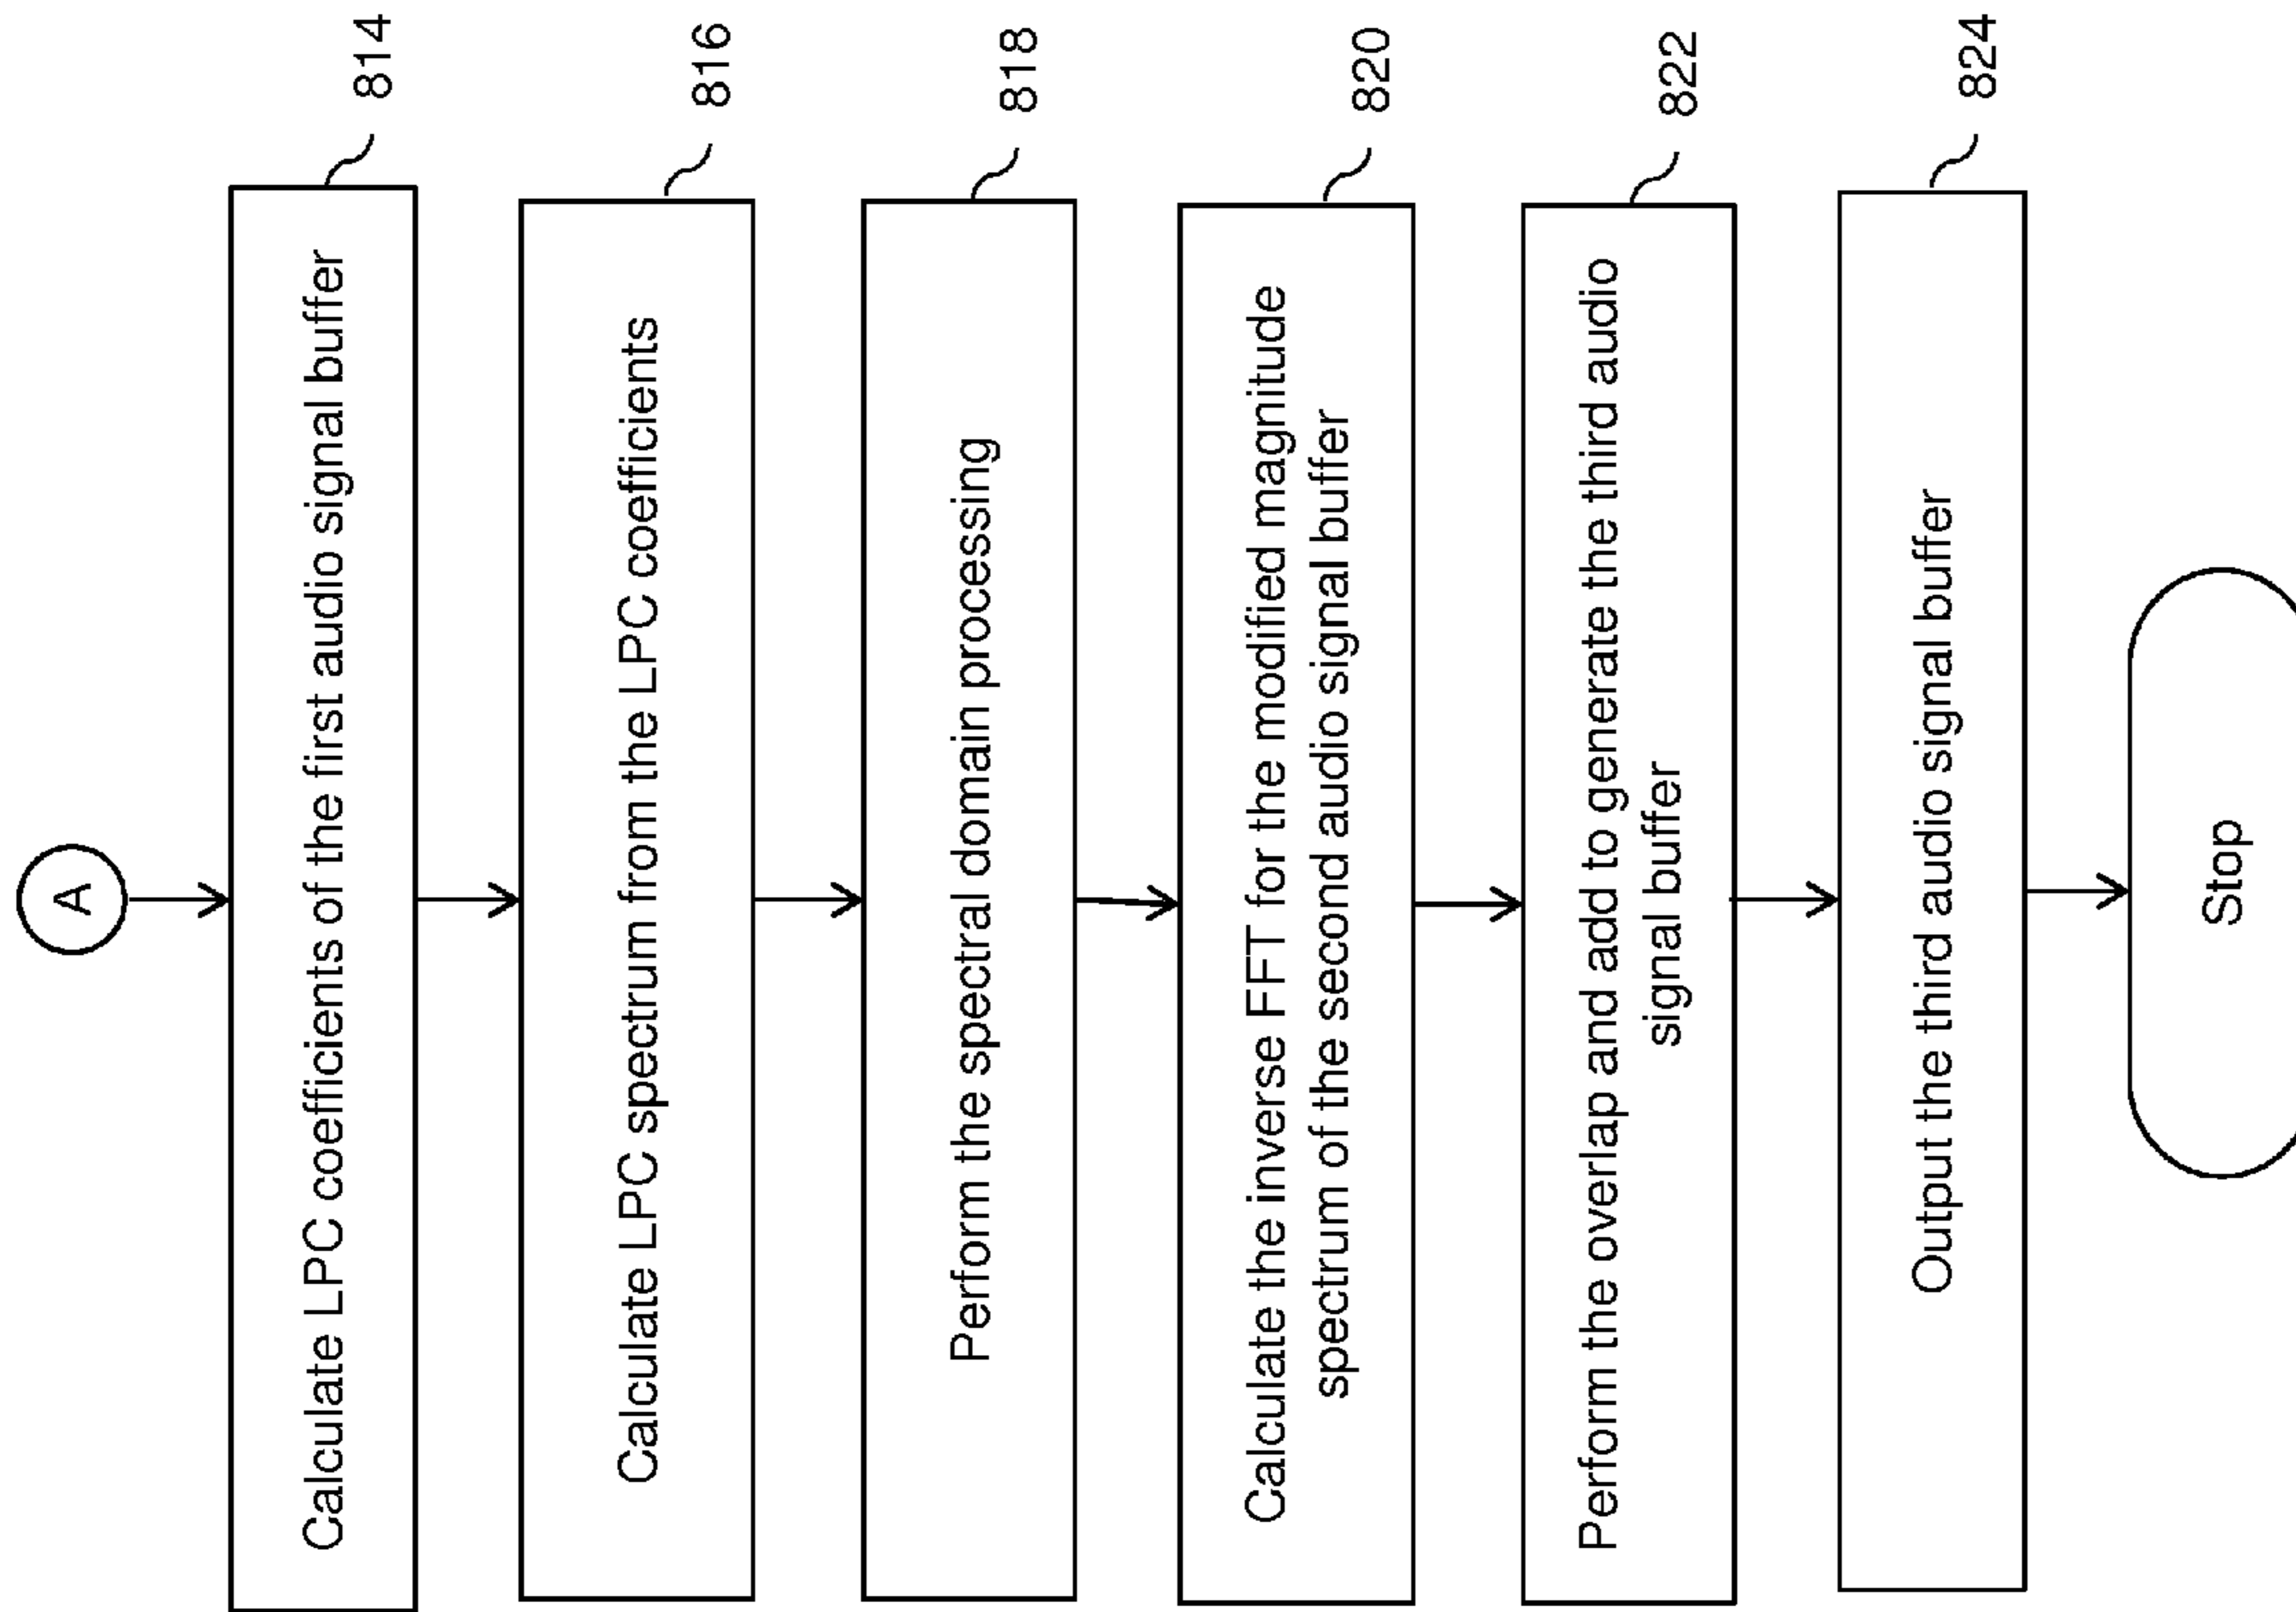 A
Calculate LPC coefficients of the first audio signal buffer
814
Calculate LPC spectrum from the LPC coefficients
816
Perform the spectral domain processing
818
Calculate the inverse FFT for the modified magnitude
spectrum of the second audio signal buffer
820
Perform the overlap and add to generate the third audio
signal buffer
822
Output the third audio signal buffer
824
Stop